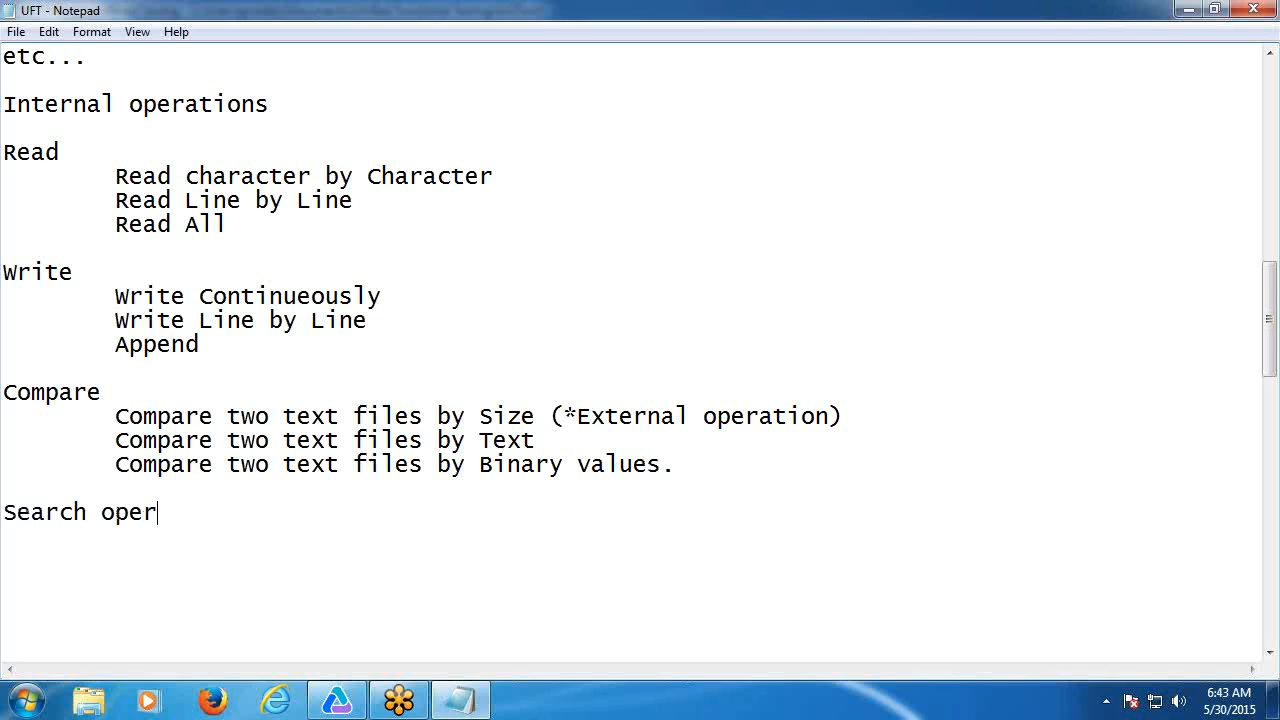 UFT - Notepad
File Edit Format View Help
etc...
Internal operations
Read
Read character by Character
Read Line by Line
Read All
Write
Write Continueously
Write Line by Line
Append
Compare
Compare two text files by Size (*External operation)
Compare two text files by Text
Compare two text files by Binary values.
Search oper
6:43 AM
5/30/2015